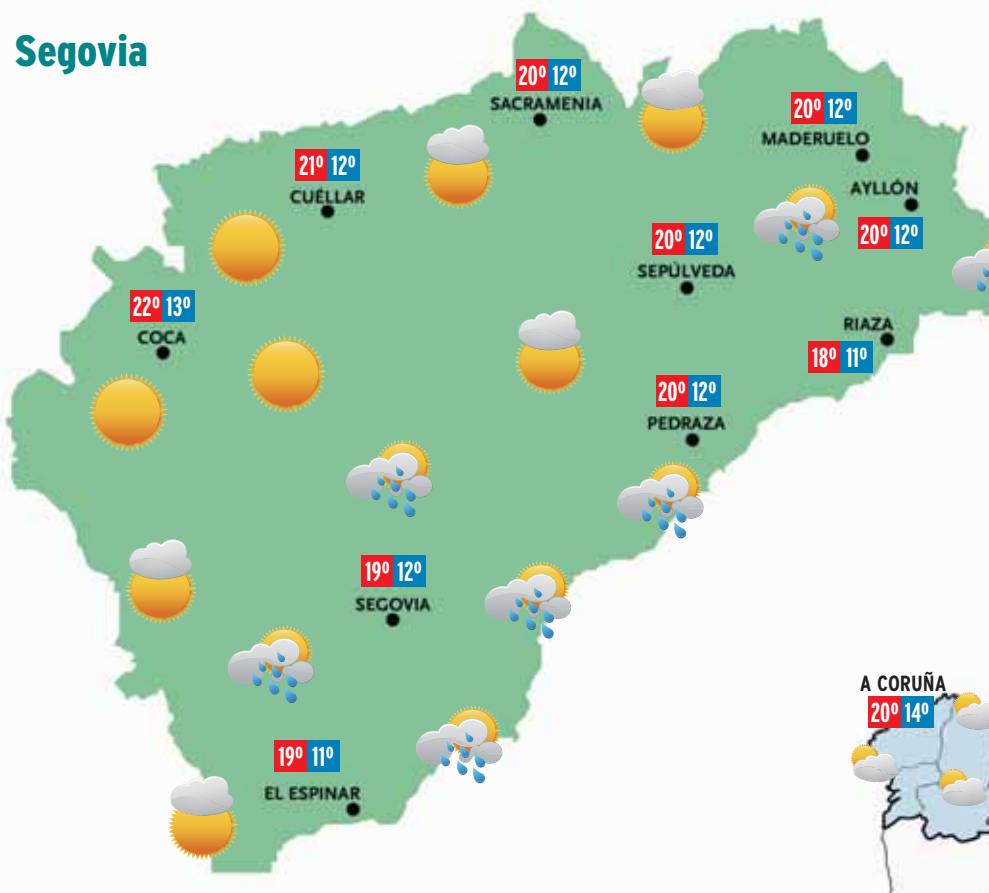 Segovia
20º 12º
SACRAMENIA
20º 12º
MADERUELO
21º 12º
CUÉLLAR
AYLLÓN
20º 12º
20º 12º
SEPÚLVEDA
22º 13º
COCA
RIAZA
18º 11º
20º 12º
PEDRAZA
19º 12º
SEGOVIA
A CORUÑA
20º 14º
19º 11º
EL ESPINAR